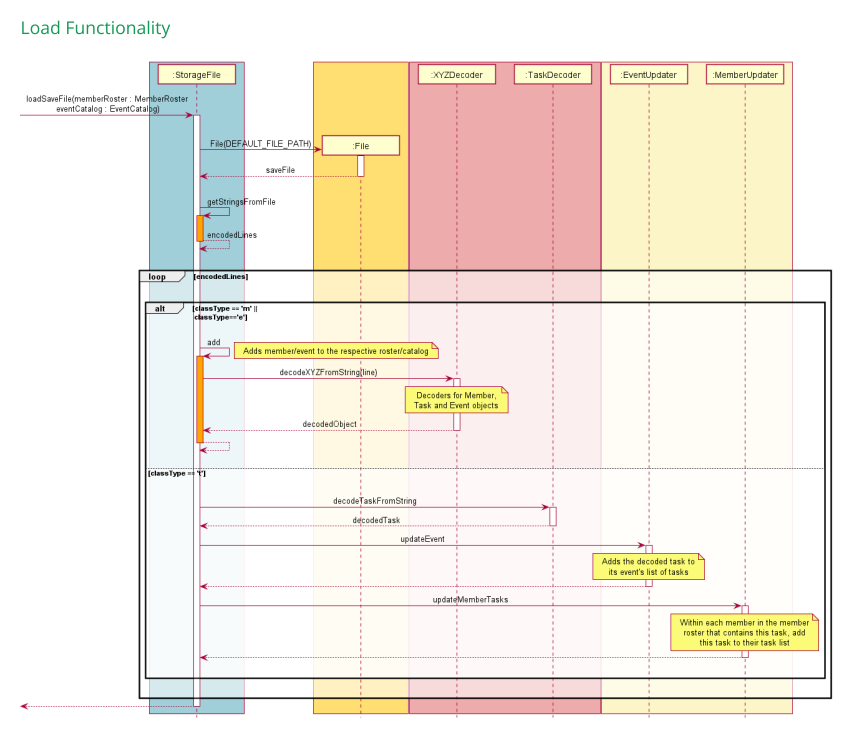 Load Functionality
:StorageFile
:XYZDecoder
:TaskDecoder
:EventUpdater
:MemberUpdater
loadSaveFile(memberRoster : MemberRoster
eventCatalog : EventCatalog)
File(DEFAULT_FILE_PATH)
:File
saveFile
getStringsFromFile
encodedLines
loop
[encodedLines]
alt
[classType == 'm' ||
classType=='e']
add
Adds member/event to the respective roster/catalog
decodeXYZFromString(line)
Decoders for Member,
Task and Event objects
decodedObject
[classType == 't']
decodeTaskFromString
decodedTask
updateEvent
Adds the decoded task to
its event's list of tasks
updateMemberTasks
Within each member in the member
roster that contains this task, add
this task to their task list